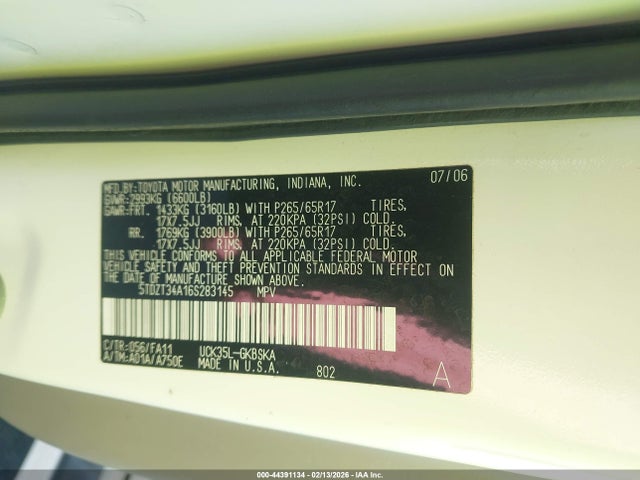 MFD.BY: TOYOTA MOTOR MANUFACTURING, INDIANA, INC. 07/06
GVWR: 2993KG (6600LB)
GAWR: FRT. 1433KG (3160LB) WITH P265/65R17 TIRES.
17X7.5JJ RIMS. AT 220KPA (32PSI) COLD.
RR. 1769KG (3900LB) WITH P265/65R17 TIRES.
17X7.5JJ RIMS. AT 220KPA (32PSI) COLD.
THIS VEHICLE CONFORMS TO ALL APPLICABLE FEDERAL MOTOR
VEHICLE SAFETY AND THEFT PREVENTION STANDARDS IN EFFECT
ON THE DATE OF MANUFACTURE SHOWN ABOVE.
5TDZT34A16S283145 MPV
C/TR: 056/FA11 UCK35L-GKBSKA
A/TM: A01A/A750E MADE IN U.S.A. 802 A
000-44391134 - 02/13/2026 - IAA Inc.